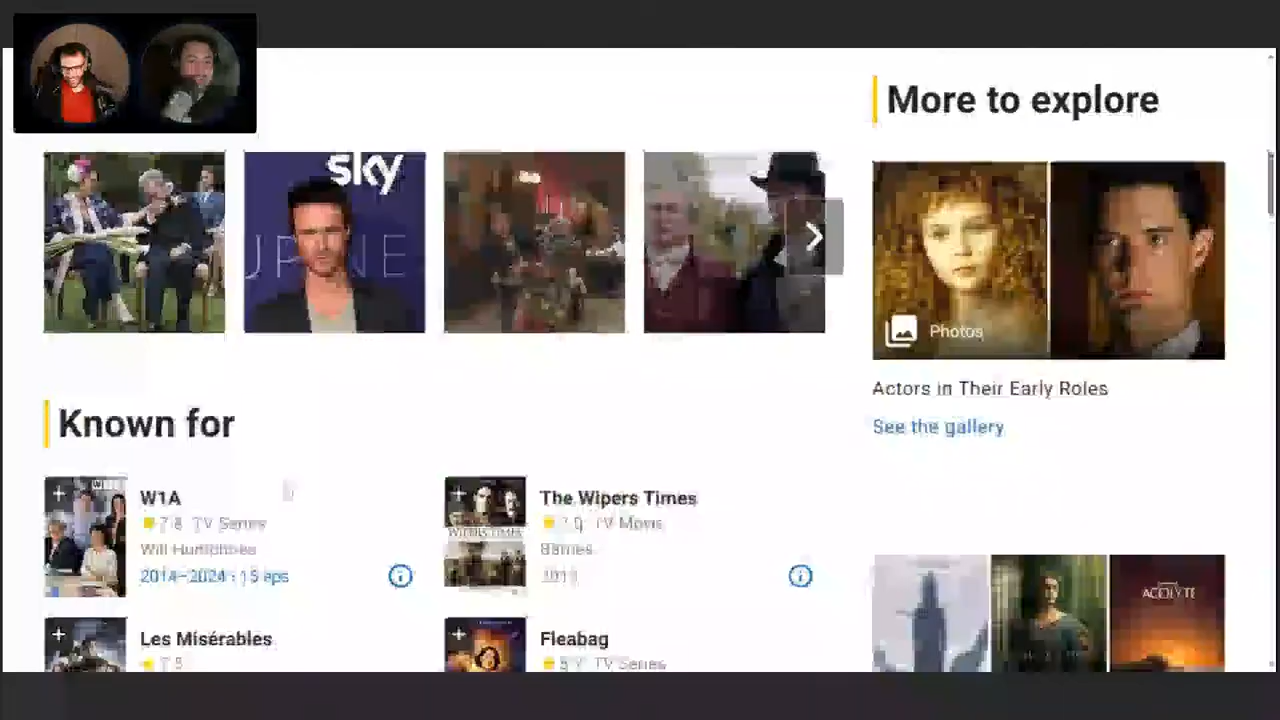 More to explore
sky
Photos
Actors in Their Early Roles
See the gallery
Known for
W1A
TV Series
The Wipers Times
TV Movie
Barnes
Les Misérables
Fleabag
TV Series
ACOLYTE